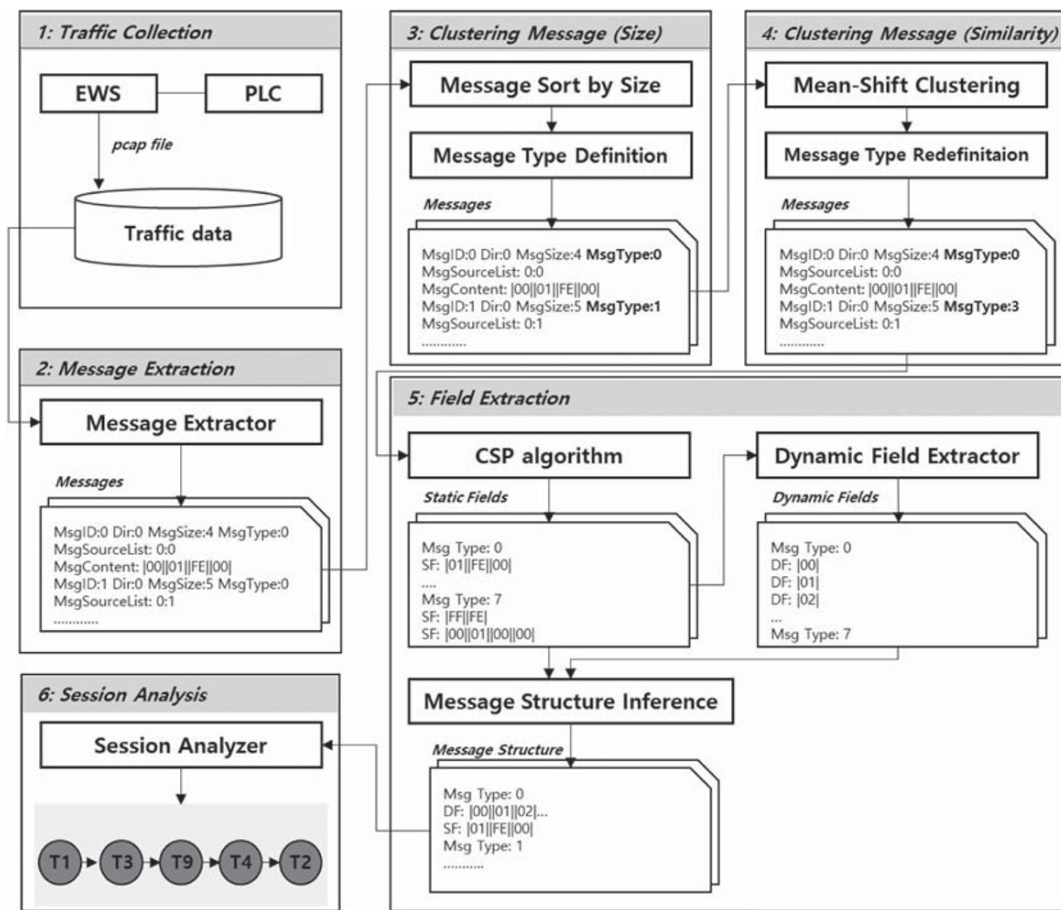 1: Traffic Collection
EWS
PLC
pcap file
Traffic data
2: Message Extraction
Message Extractor
Messages
MsgID:0 Dir:0 MsgSize:4 MsgType:0
MsgSourceList: 0:0
MsgContent: |00||01||FE||00|
MsgID:1 Dir:0 MsgSize:5 MsgType:0
MsgSourceList: 0:1
............
3: Clustering Message (Size)
Message Sort by Size
Message Type Definition
Messages
MsgID:0 Dir:0 MsgSize:4 MsgType:0
MsgSourceList: 0:0
MsgContent: |00||01||FE||00|
MsgID:1 Dir:0 MsgSize:5 MsgType:1
MsgSourceList: 0:1
............
4: Clustering Message (Similarity)
Mean-Shift Clustering
Message Type Redefinitaion
Messages
MsgID:0 Dir:0 MsgSize:4 MsgType:0
MsgSourceList: 0:0
MsgContent: |00||01||FE||00|
MsgID:1 Dir:0 MsgSize:5 MsgType:3
MsgSourceList: 0:1
............
5: Field Extraction
CSP algorithm
Static Fields
Msg Type: 0
SF: |01||FE||00|
....
Msg Type: 7
SF: |FF||FE|
SF: |00||01||00||00|
Dynamic Field Extractor
Dynamic Fields
Msg Type: 0
DF: |00|
DF: |01|
DF: |02|
...
Msg Type: 7
Message Structure Inference
Message Structure
Msg Type: 0
DF: |00||01||02|...
SF: |01||FE||00|
Msg Type: 1
...........
6: Session Analysis
Session Analyzer
T1
T3
T9
T4
T2